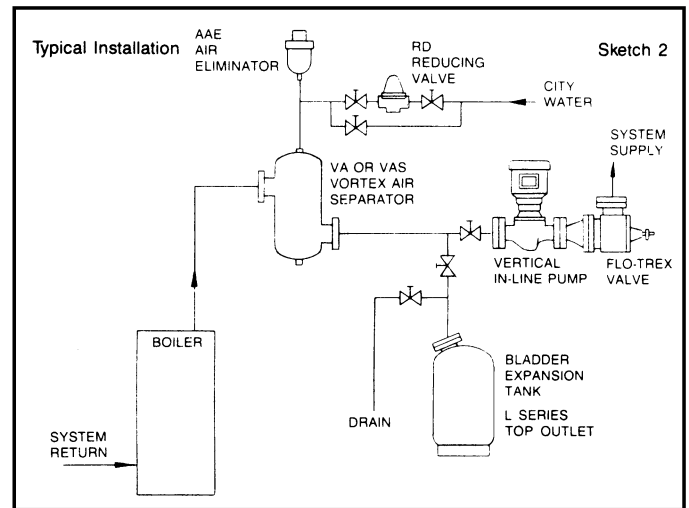 Typical Installation
AAE
AIR
ELIMINATOR
RD
REDUCING
VALVE
Sketch 2
CITY
WATER
SYSTEM
SUPPLY
VA OR VAS
VORTEX AIR
SEPARATOR
VERTICAL
IN-LINE PUMP
FLO-TREX
VALVE
BOILER
BLADDER
EXPANSION
TANK
L SERIES
TOP OUTLET
DRAIN
SYSTEM
RETURN